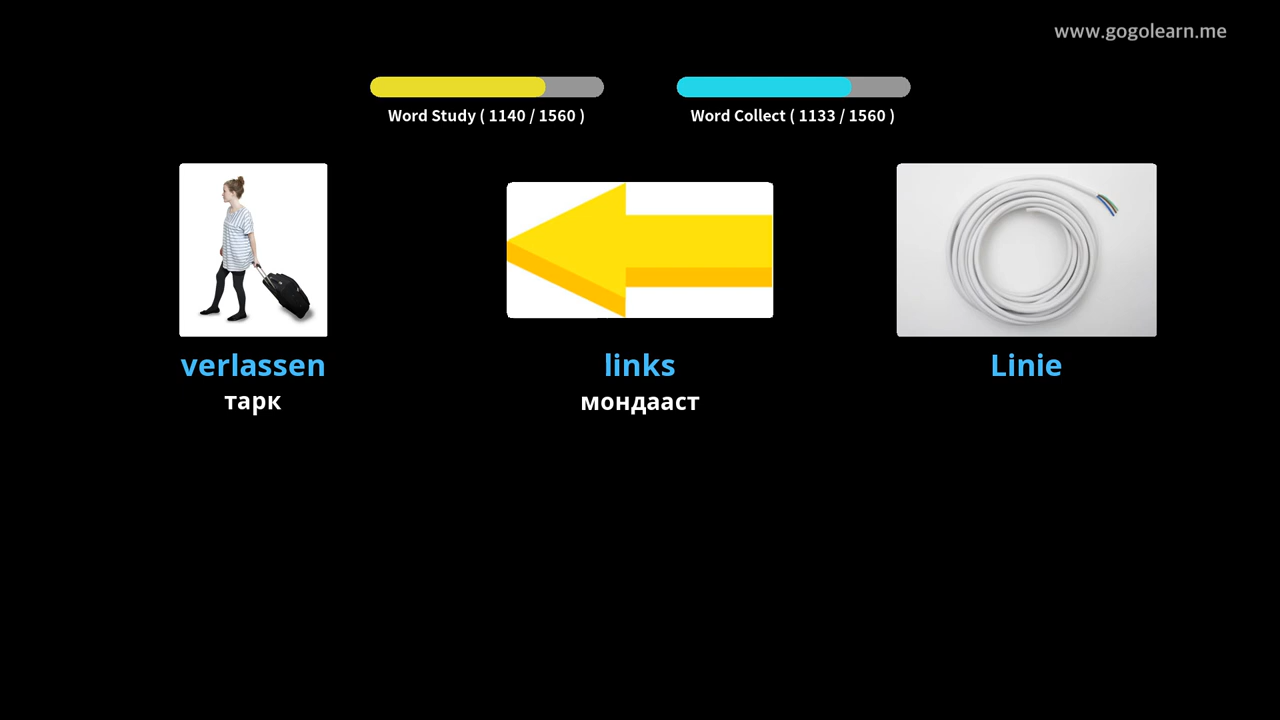 www.gogolearn.me
Word Study ( 1140 / 1560 )
Word Collect ( 1133 / 1560 )
verlassen
тарк
links
мондааст
Linie